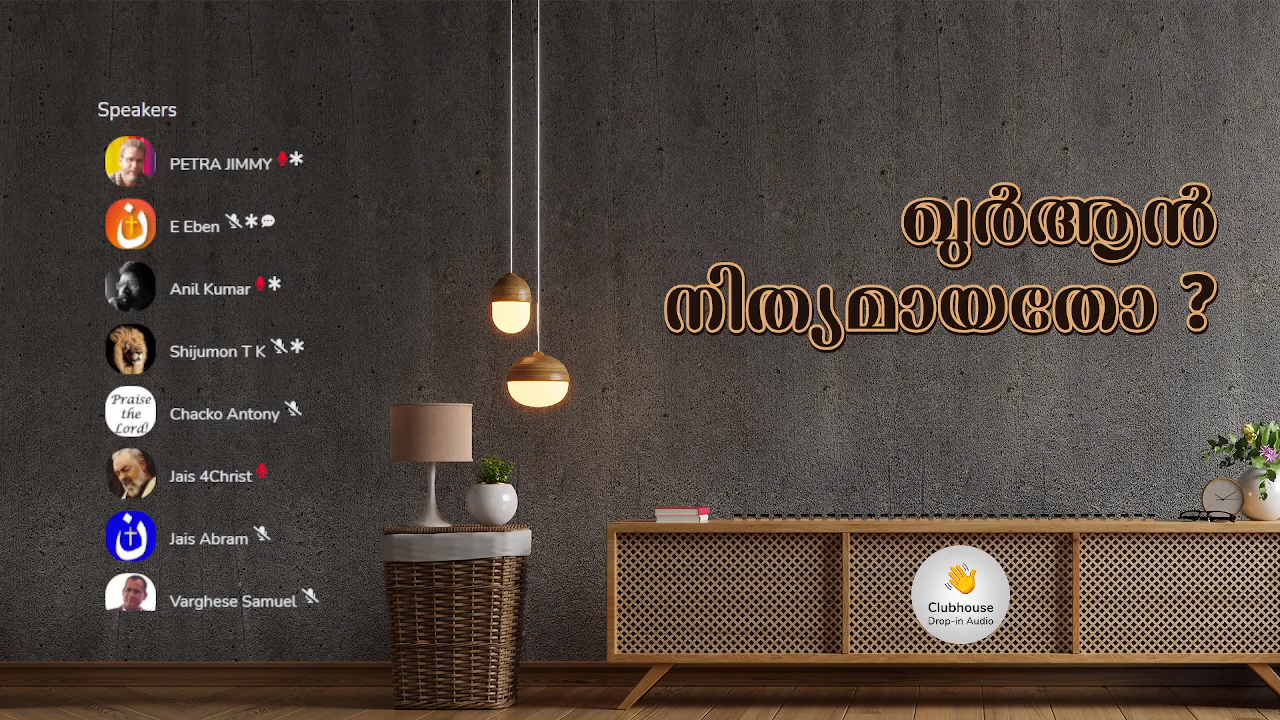 Speakers
PETRA JIMMY
E Eben
Anil Kumar
Shijumon T K
Praise
the
Lord!
Chacko Antony
Jais 4Christ
Jais Abram
Varghese Samuel
ഖുർആൻ
നിത്യമായതോ ?
Clubhouse
Drop-in Audio